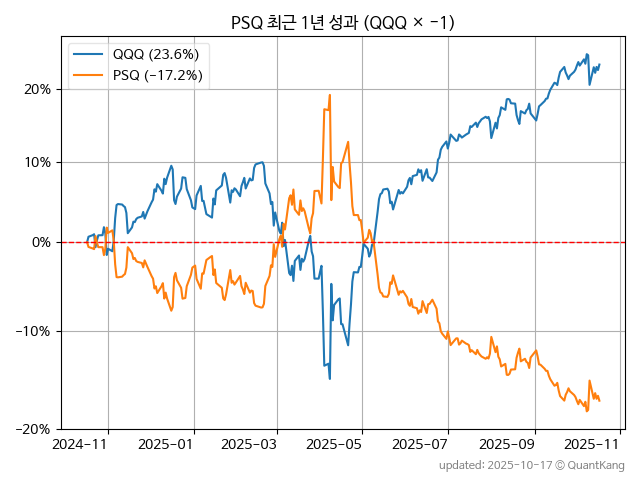 PSQ 최근 1년 성과 (QQQ × −1)
QQQ (23.6%)
PSQ (−17.2%)
20%
10%
0%
−10%
−20%
2024−11 2025−01 2025−03 2025−05 2025−07 2025−09 2025−11
updated: 2025-10-17 ⓒ QuantKang